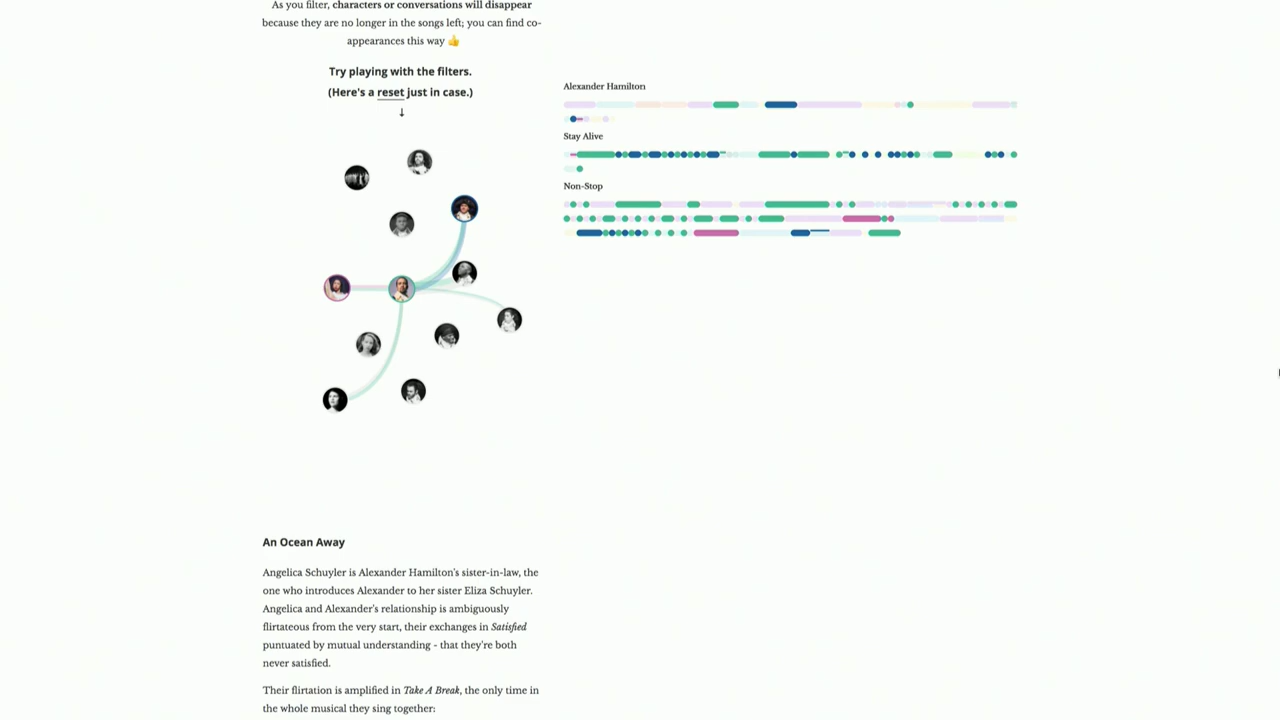 As you filter, characters or conversations will disappear
because they are no longer in the songs left; you can find co-
appearances this way 👍
Try playing with the filters.
(Here's a reset just in case.)
↓
Alexander Hamilton
Stay Alive
Non-Stop
An Ocean Away
Angelica Schuyler is Alexander Hamilton's sister-in-law, the
one who introduces Alexander to her sister Eliza Schuyler.
Angelica and Alexander's relationship is ambiguously
flirtateous from the very start, their exchanges in Satisfied
puntuated by mutual understanding - that they're both
never satisfied.
Their flirtation is amplified in Take A Break, the only time in
the whole musical they sing together: